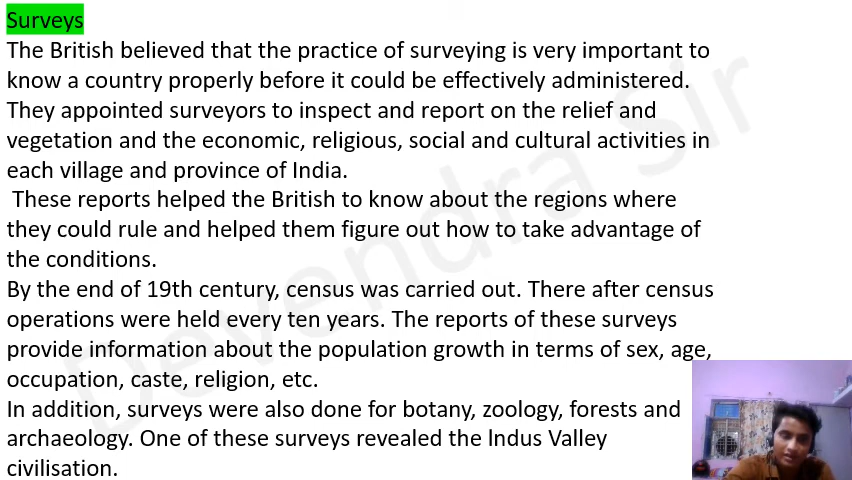 Surveys
The British believed that the practice of surveying is very important to
know a country properly before it could be effectively administered.
They appointed surveyors to inspect and report on the relief and
vegetation and the economic, religious, social and cultural activities in
each village and province of India.
These reports helped the British to know about the regions where
they could rule and helped them figure out how to take advantage of
the conditions.
By the end of 19th century, census was carried out. There after census
operations were held every ten years. The reports of these surveys
provide information about the population growth in terms of sex, age,
occupation, caste, religion, etc.
In addition, surveys were also done for botany, zoology, forests and
archaeology. One of these surveys revealed the lndus Valley
civilisation.
Devendra Sir